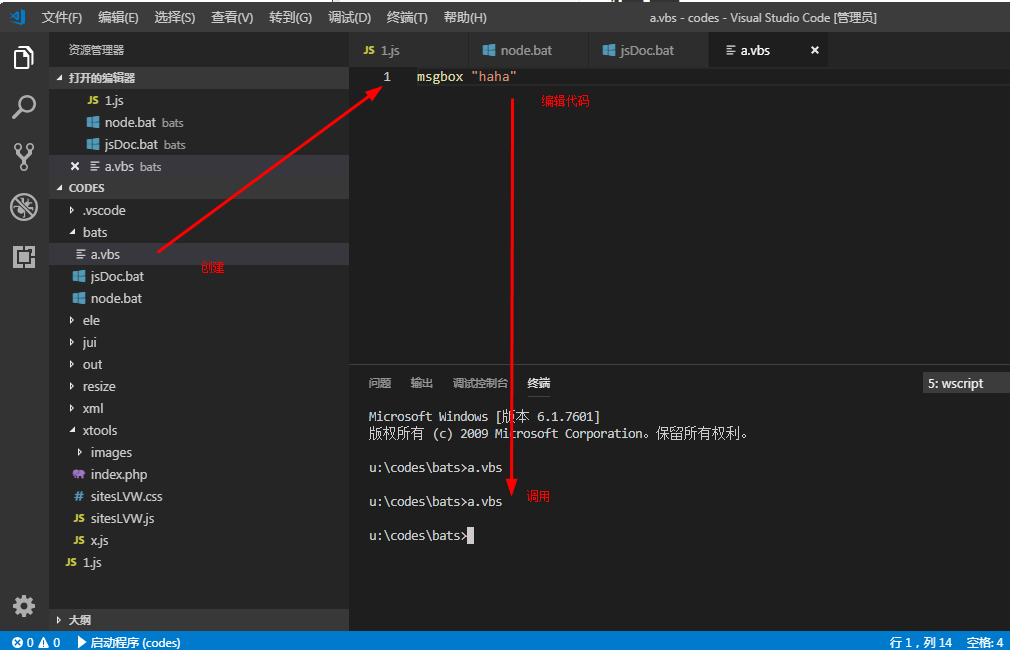 文件(F) 编辑(E) 选择(S) 查看(V) 转到(G) 调试(D) 终端(T) 帮助(H) a.vbs - codes - Visual Studio Code [管理员]
资源管理器
JS 1.js node.bat jsDoc.bat a.vbs
打开的编辑器
JS 1.js
node.bat bats
jsDoc.bat bats
a.vbs bats
CODES
.vscode
bats
a.vbs
jsDoc.bat
node.bat
ele
jui
out
resize
xml
xtools
images
index.php
# sitesLVW.css
JS sitesLVW.js
JS x.js
JS 1.js
大纲
创建
1 msgbox "haha"
编辑代码
问题 输出 调试控制台 终端 5: wscript
Microsoft Windows [版本 6.1.7601]
版权所有 (c) 2009 Microsoft Corporation。保留所有权利。
u:\codes\bats>a.vbs
u:\codes\bats>a.vbs
调用
u:\codes\bats>
0 0 启动程序 (codes) 行 1，列 14 空格: 4